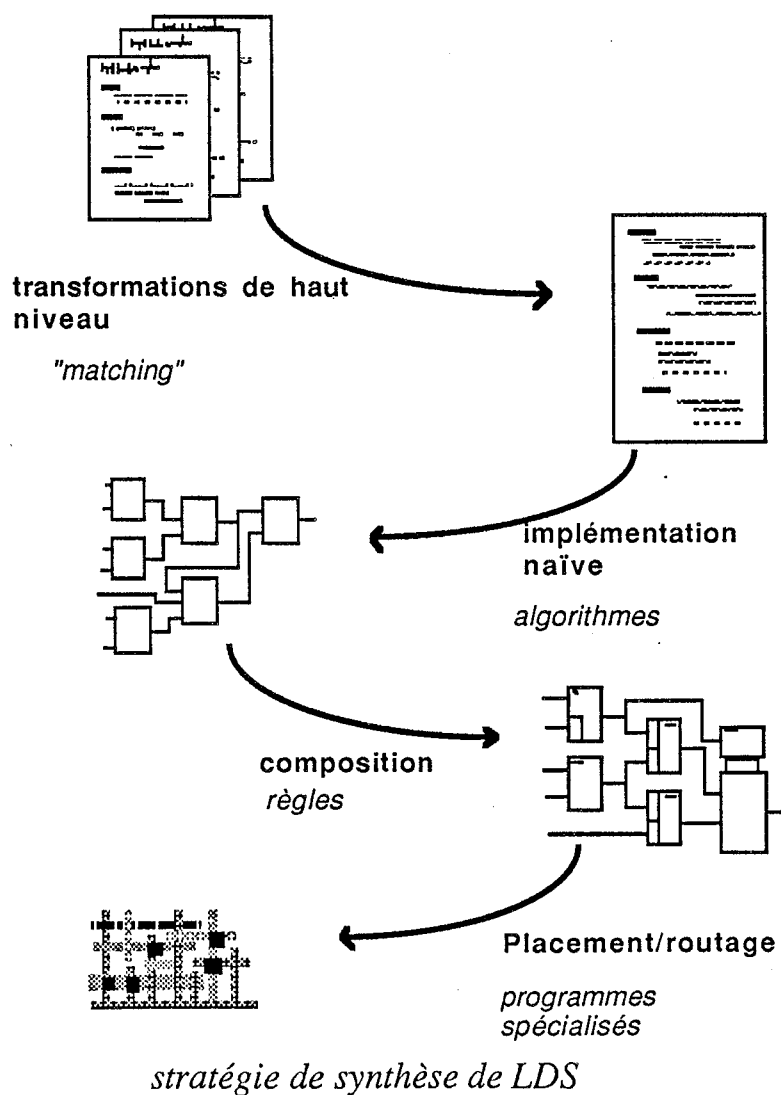 transformations de haut
niveau
"matching"
implémentation
naïve
algorithmes
composition
règles
Placement/routage
programmes
spécialisés
stratégie de synthèse de LDS